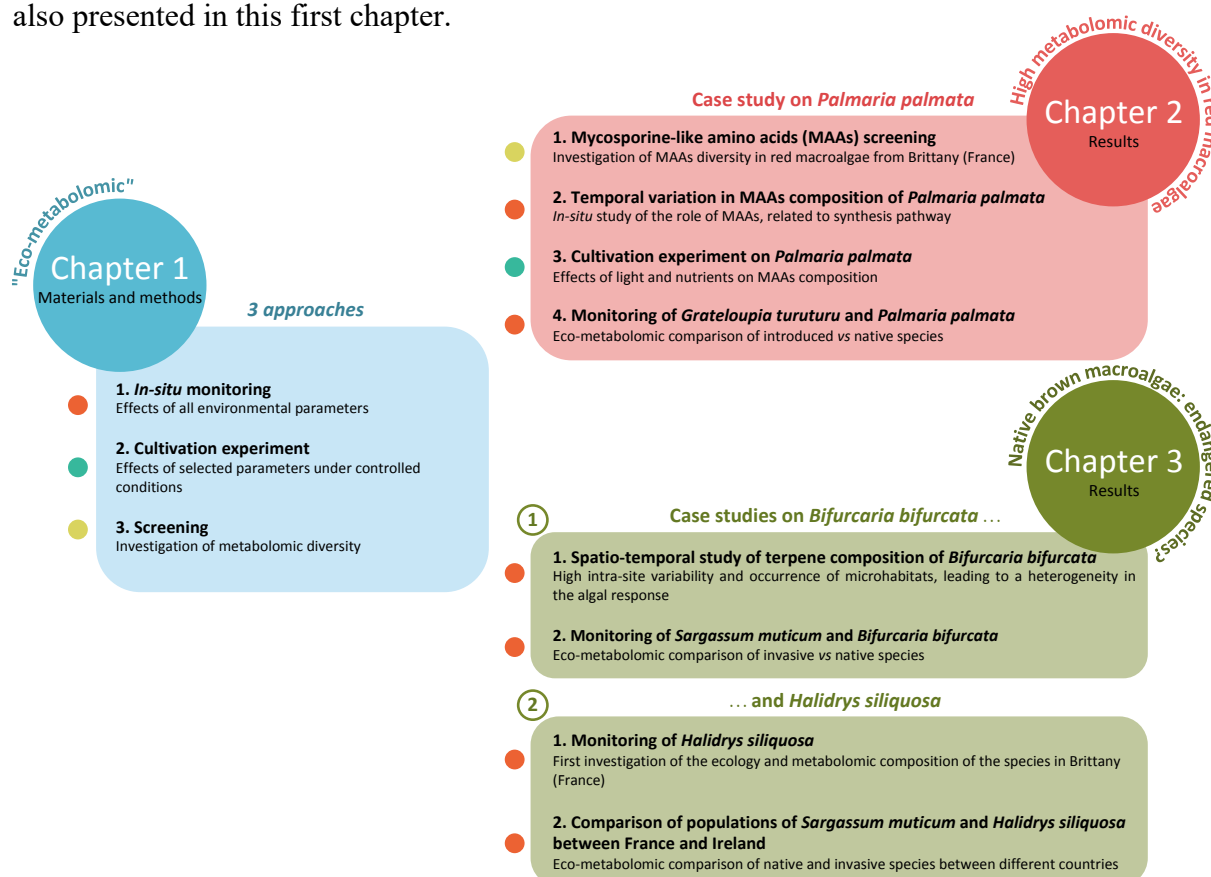 also presented in this first chapter.
"Eco-metabolomic"
Chapter 1
Materials and methods
3 approaches
1. In-situ monitoring
Effects of all environmental parameters
2. Cultivation experiment
Effects of selected parameters under controlled
conditions
3. Screening
Investigation of metabolomic diversity
High metabolomic diversity in red macroalgae
Chapter 2
Results
Case study on Palmaria palmata
1. Mycosporine-like amino acids (MAAs) screening
Investigation of MAAs diversity in red macroalgae from Brittany (France)
2. Temporal variation in MAAs composition of Palmaria palmata
In-situ study of the role of MAAs, related to synthesis pathway
3. Cultivation experiment on Palmaria palmata
Effects of light and nutrients on MAAs composition
4. Monitoring of Grateloupia turuturu and Palmaria palmata
Eco-metabolomic comparison of introduced vs native species
Native brown macroalgae: endangered species?
Chapter 3
Results
1
Case studies on Bifurcaria bifurcata ...
1. Spatio-temporal study of terpene composition of Bifurcaria bifurcata
High intra-site variability and occurrence of microhabitats, leading to a heterogeneity in
the algal response
2. Monitoring of Sargassum muticum and Bifurcaria bifurcata
Eco-metabolomic comparison of invasive vs native species
2
... and Halidrys siliquosa
1. Monitoring of Halidrys siliquosa
First investigation of the ecology and metabolomic composition of the species in Brittany
(France)
2. Comparison of populations of Sargassum muticum and Halidrys siliquosa
between France and Ireland
Eco-metabolomic comparison of native and invasive species between different countries